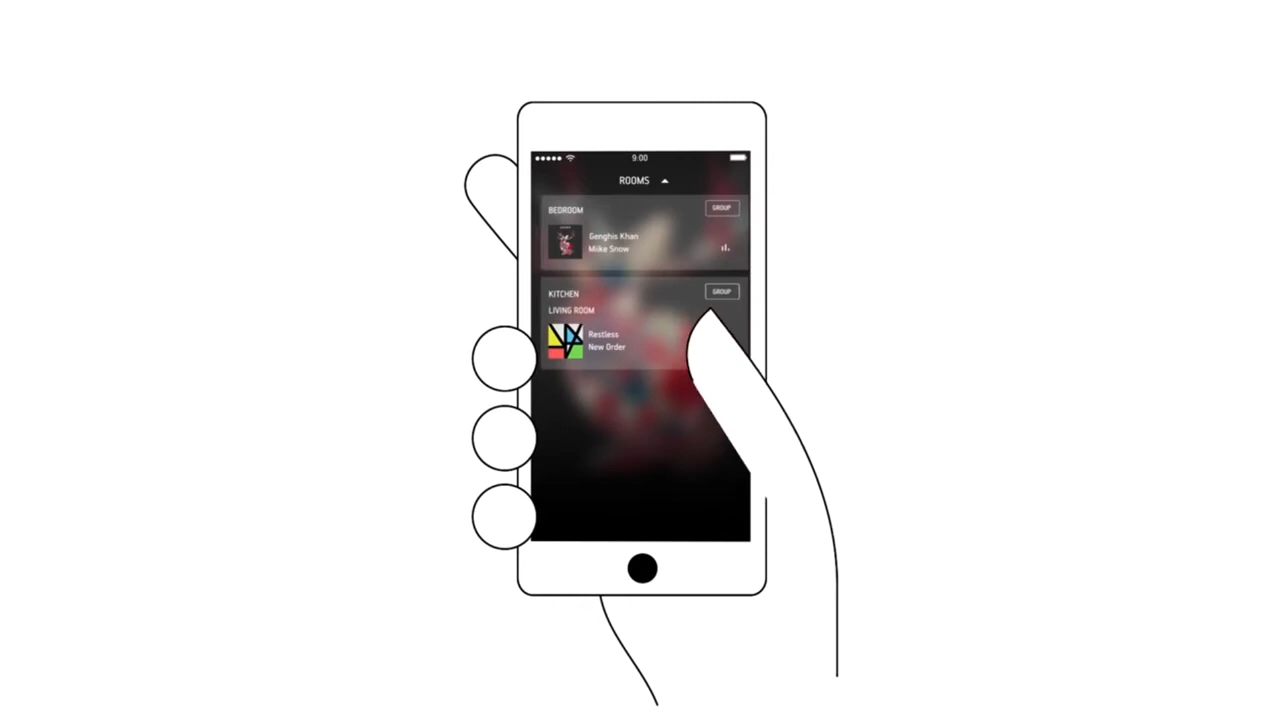 9:00
ROOMS
BEDROOM
GROUP
Genghis Khan
Miike Snow
KITCHEN
GROUP
LIVING ROOM
Restless
New Order